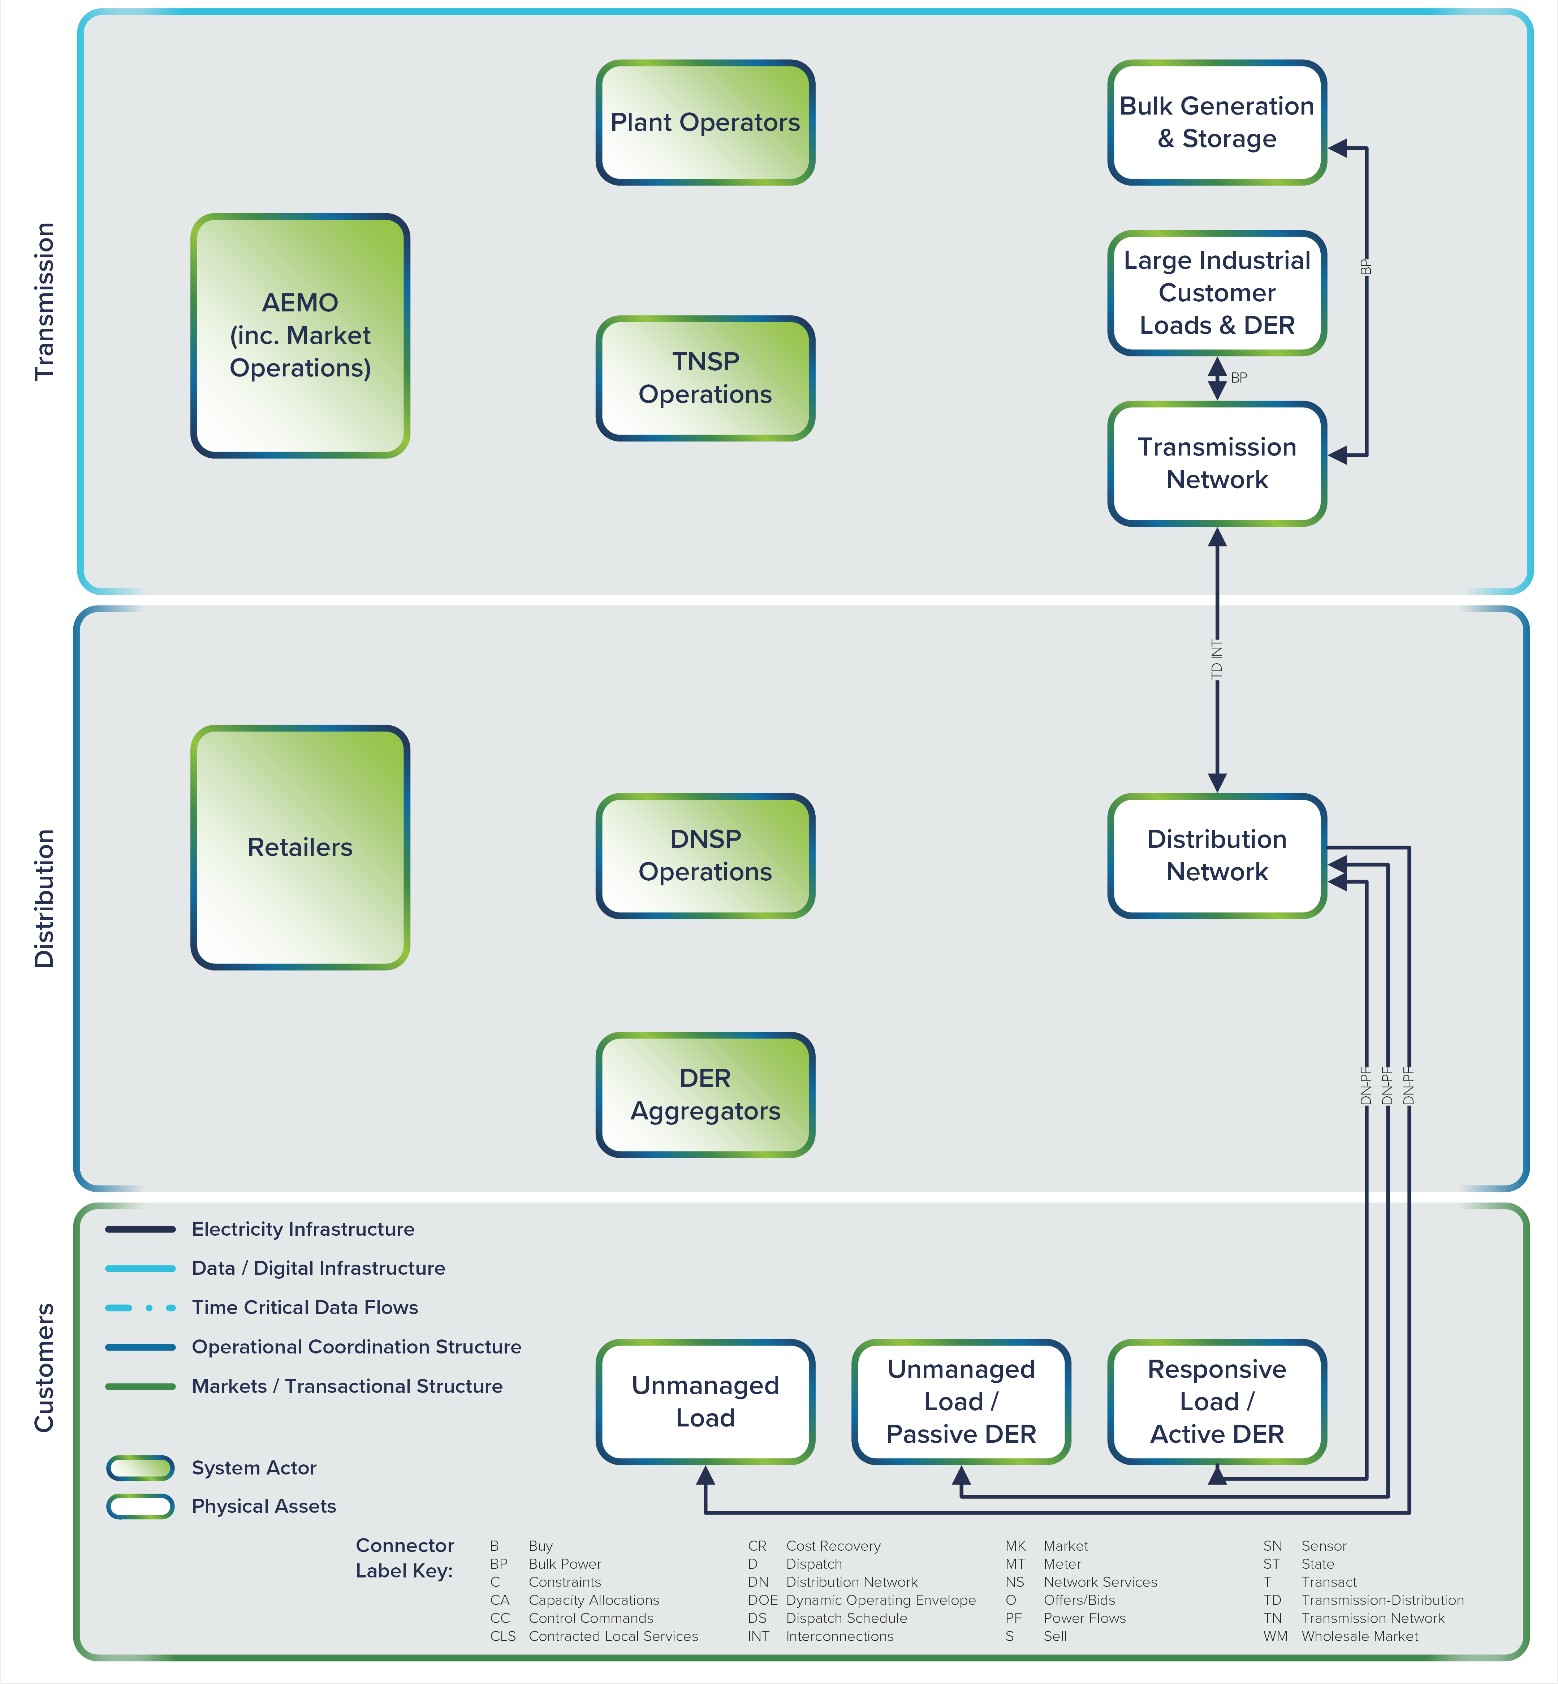 Transmission
Plant Operators
Bulk Generation
& Storage
AEMO
(inc. Market
Operations)
TNSP
Operations
Large Industrial
Customer
Loads & DER
BP
BP
Transmission
Network
TD INT
Distribution
Retailers
DNSP
Operations
Distribution
Network
DER
Aggregators
DN-PF
DN-PF
DN-PF
Customers
Electricity Infrastructure
Data / Digital Infrastructure
Time Critical Data Flows
Operational Coordination Structure
Markets / Transactional Structure
System Actor
Physical Assets
Unmanaged
Load
Unmanaged
Load /
Passive DER
Responsive
Load /
Active DER
Connector
Label Key:
B Buy
BP Bulk Power
C Constraints
CA Capacity Allocations
CC Control Commands
CLS Contracted Local Services
CR Cost Recovery
D Dispatch
DN Distribution Network
DOE Dynamic Operating Envelope
DS Dispatch Schedule
INT Interconnections
MK Market
MT Meter
NS Network Services
O Offers/Bids
PF Power Flows
S Sell
SN Sensor
ST State
T Transact
TD Transmission-Distribution
TN Transmission Network
WM Wholesale Market